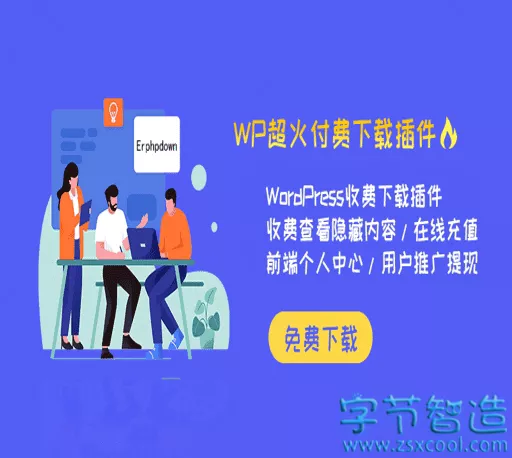 Erphpdown
WP超火付费下载插件
WordPress收费下载插件
收费查看隐藏内容 / 在线充值
前端个人中心 / 用户推广提现
免费下载
字节智造
www.zsxcool.com